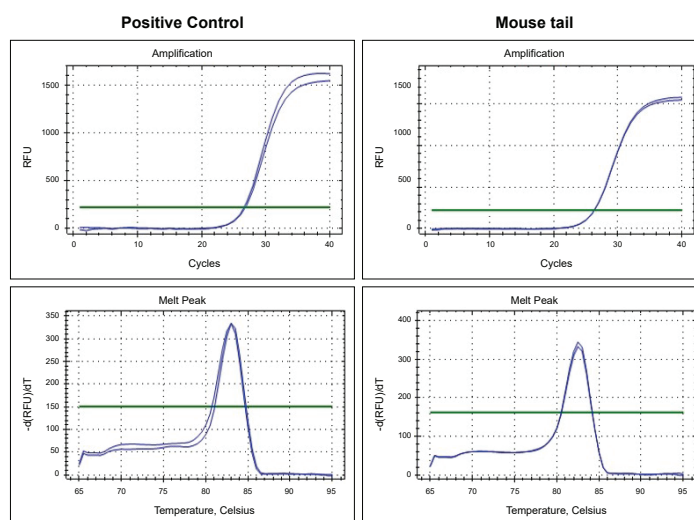 Positive Control
Mouse tail
Amplification
Amplification
1500
1000
500
0
RFU
0 10 20 30 40
Cycles
1500
1000
500
0
RFU
0 10 20 30 40
Cycles
Melt Peak
Melt Peak
350
300
250
200
150
100
50
0
-d(RFU)/dT
65 70 75 80 85 90 95
Temperature, Celsius
400
300
200
100
0
-d(RFU)/dT
65 70 75 80 85 90 95
Temperature, Celsius